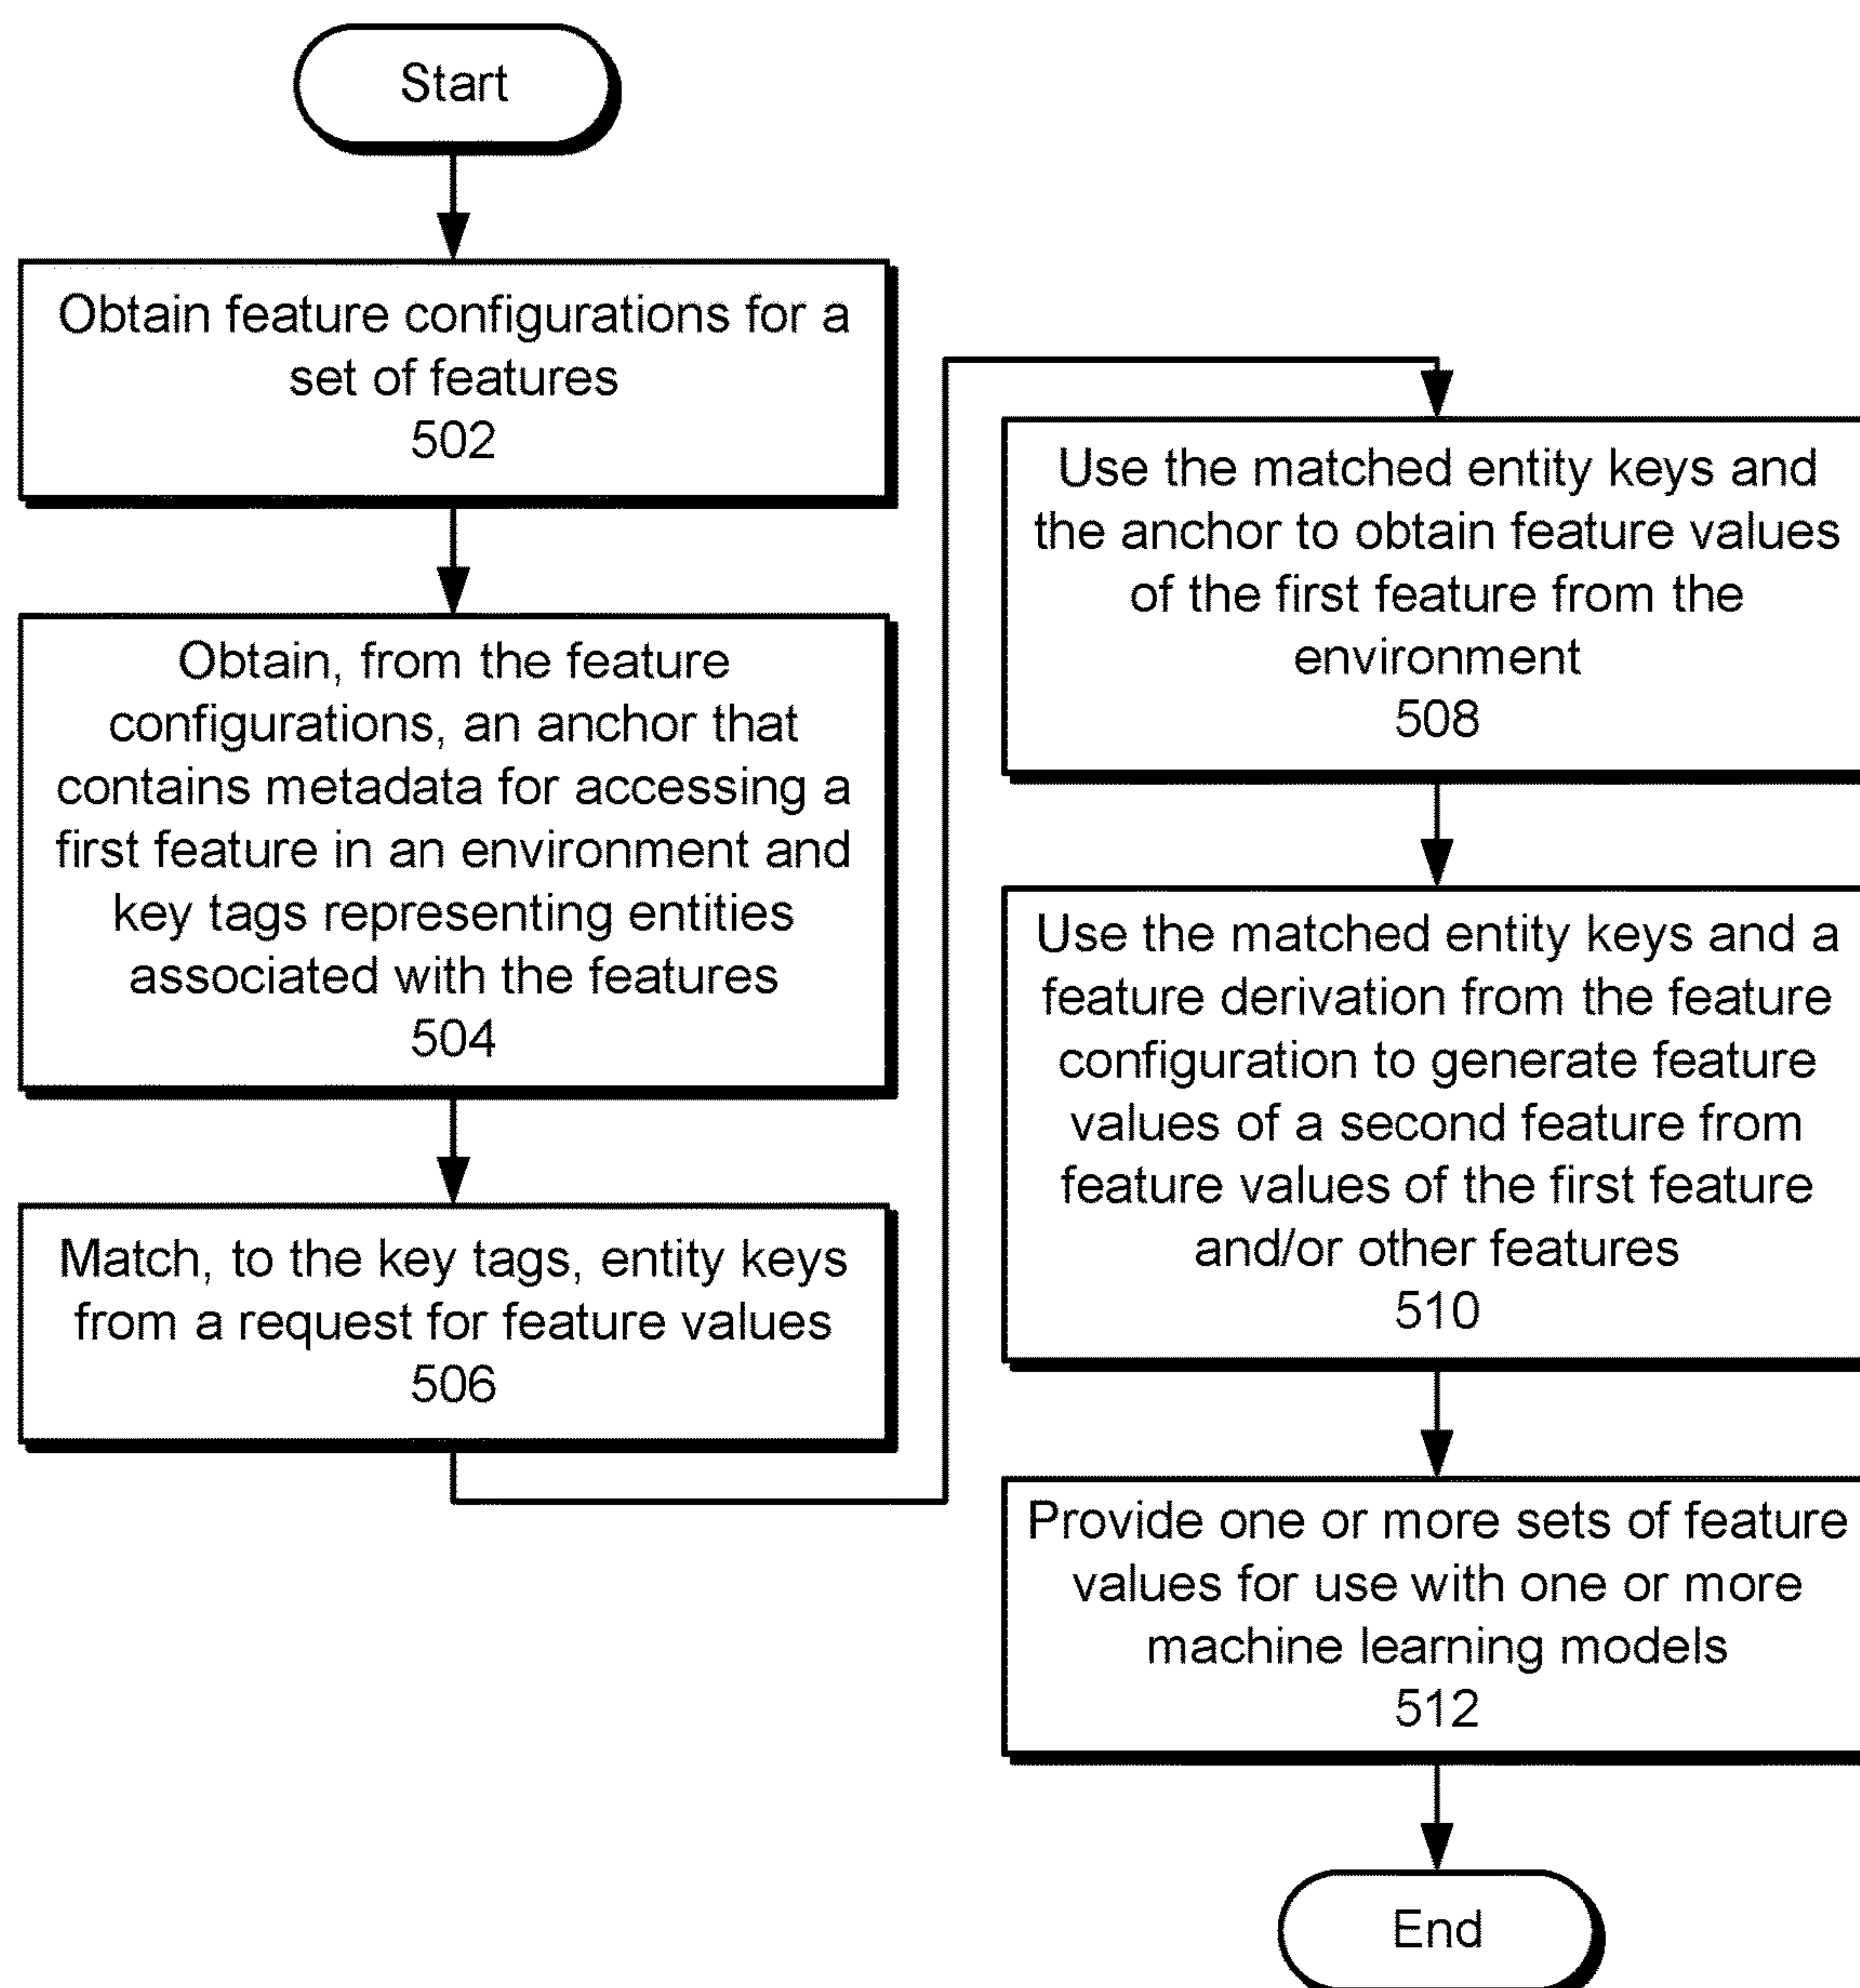 Start
Obtain feature configurations for a
set of features
502
Obtain, from the feature
configurations, an anchor that
contains metadata for accessing a
first feature in an environment and
key tags representing entities
associated with the features
504
Match, to the key tags, entity keys
from a request for feature values
506
Use the matched entity keys and
the anchor to obtain feature values
of the first feature from the
environment
508
Use the matched entity keys and a
feature derivation from the feature
configuration to generate feature
values of a second feature from
feature values of the first feature
and/or other features
510
Provide one or more sets of feature
values for use with one or more
machine learning models
512
End